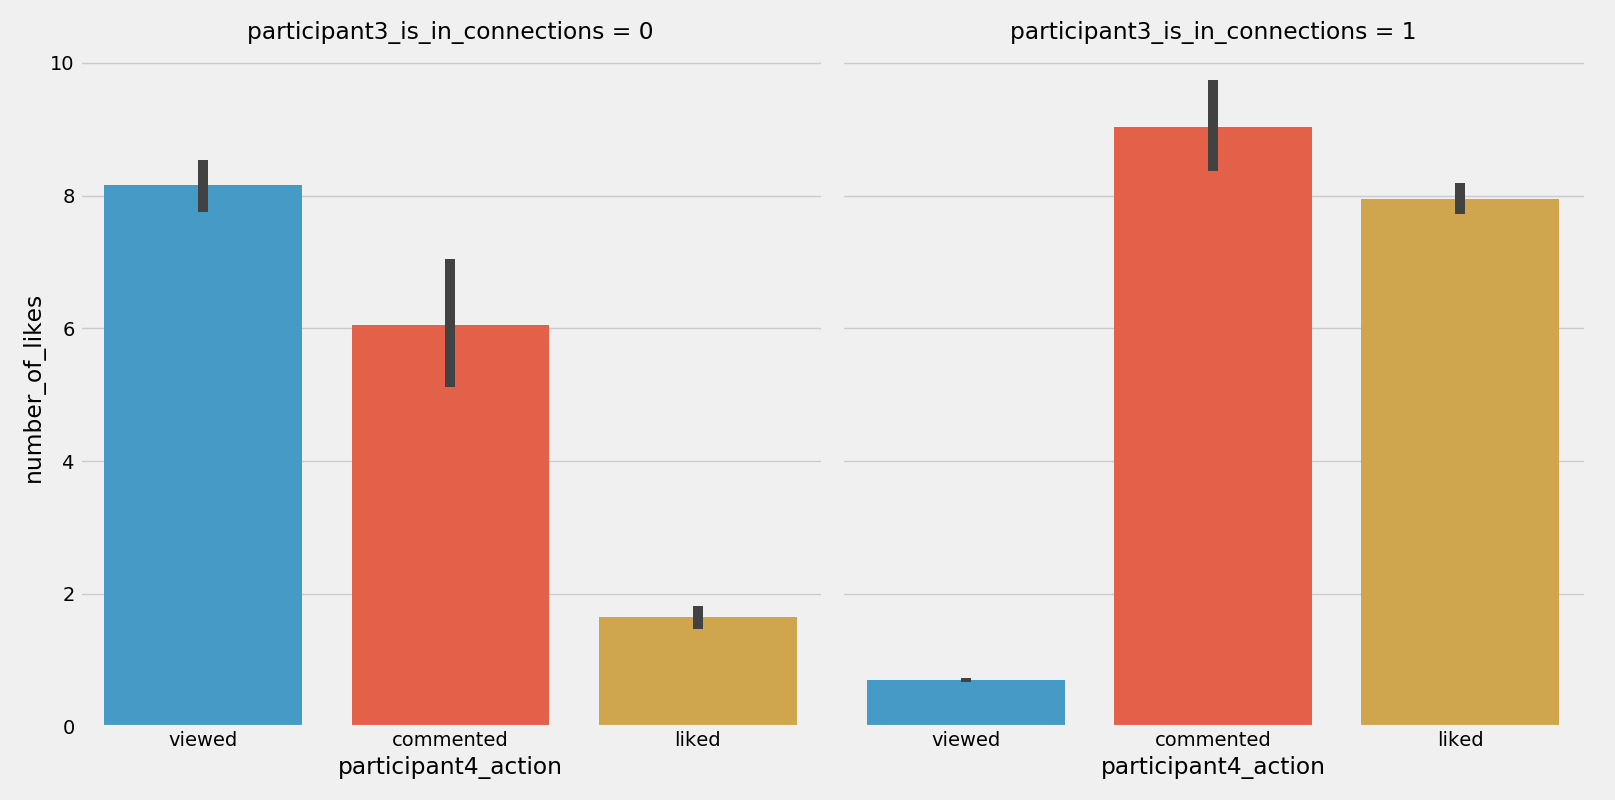 participant3_is_in_connections = 0
participant3_is_in_connections = 1
number_of_likes
10
8
6
4
2
0
viewed
commented
liked
viewed
commented
liked
participant4_action
participant4_action